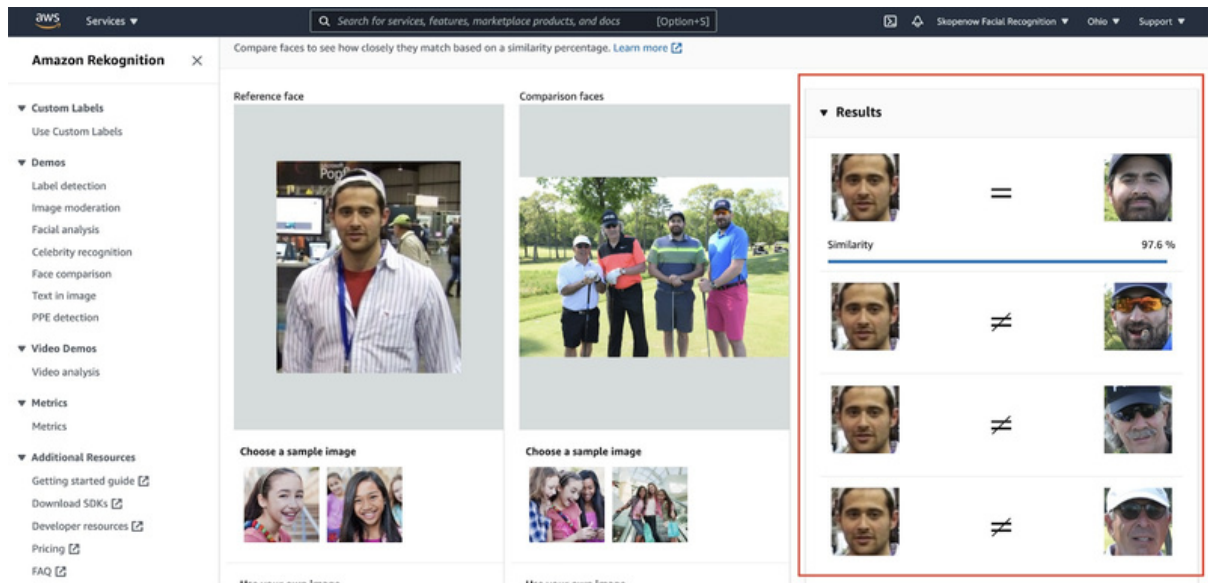 aws
Services ▼
Search for services, features, marketplace products, and docs
[Option+S]
Skopenow Facial Recognition ▼
Ohio ▼
Support ▼
Amazon Rekognition
Compare faces to see how closely they match based on a similarity percentage. Learn more
▼ Custom Labels
Use Custom Labels
▼ Demos
Label detection
Image moderation
Facial analysis
Celebrity recognition
Face comparison
Text in image
PPE detection
▼ Video Demos
Video analysis
▼ Metrics
Metrics
▼ Additional Resources
Getting started guide
Download SDKs
Developer resources
Pricing
FAQ
Reference face
Choose a sample image
Comparison faces
Choose a sample image
▼ Results
=
Similarity
97.6 %
≠
≠
≠